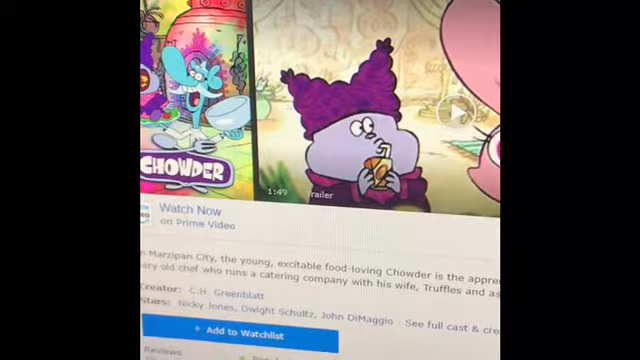 CHOWDER
1:49 Trailer
Watch Now
on Prime Video
n Marzipan City, the young, excitable food-loving Chowder is the appre
ery old chef who runs a catering company with his wife, Truffles and as
Creator: C.H. Greenblatt
Stars: Nicky Jones, Dwight Schultz, John DiMaggio See full cast & cre
+ Add to Watchlist
Reviews